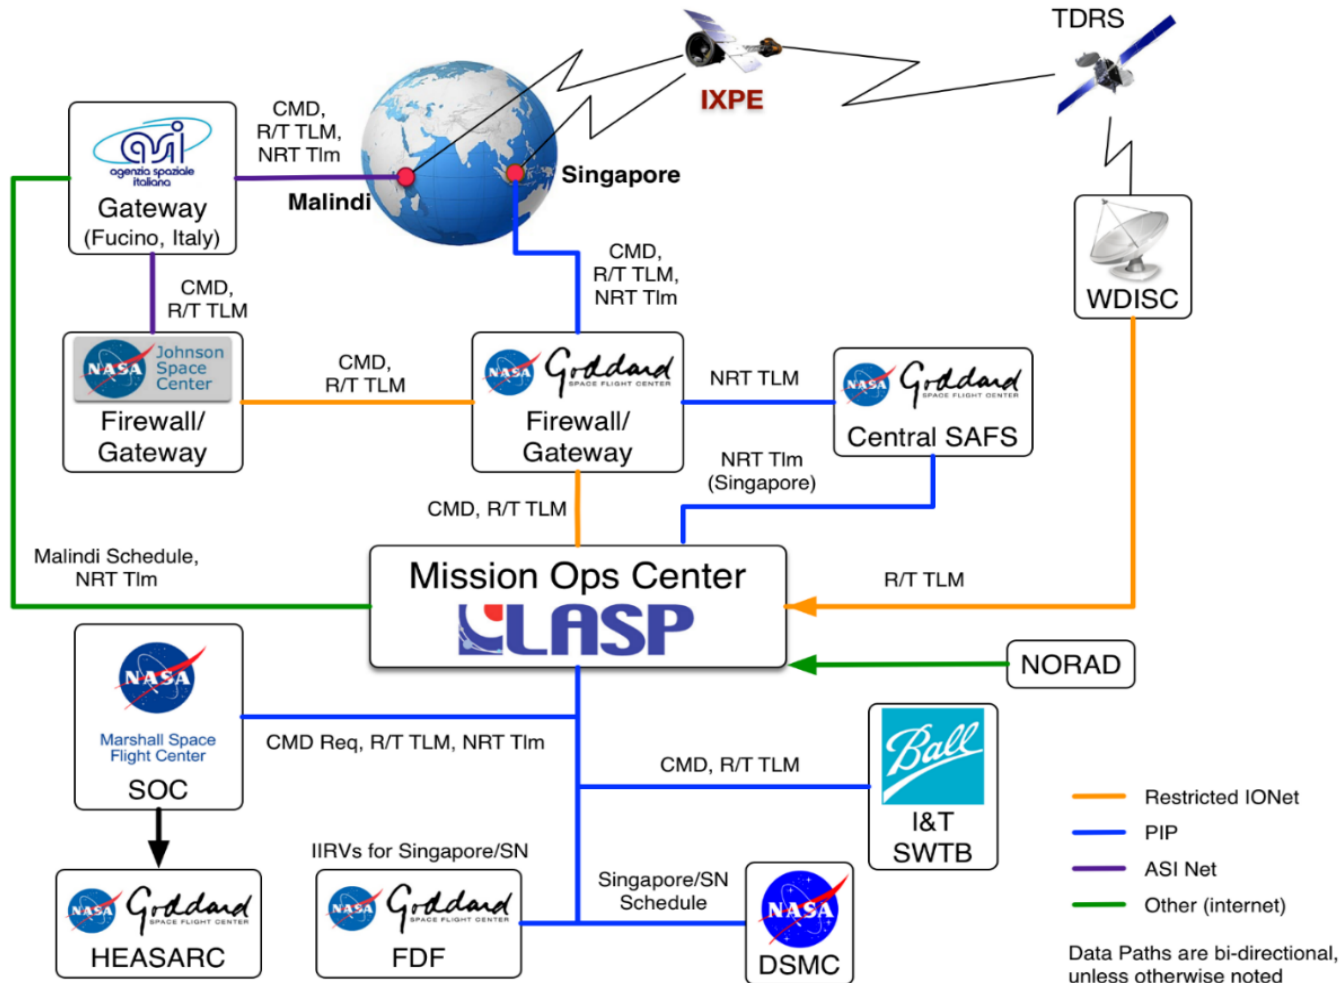 TDRS
IXPE
CMD,
R/T TLM,
NRT Tlm
asi
agenzia spaziale
italiana
Gateway
(Fucino, Italy)
Malindi
Singapore
CMD,
R/T TLM,
NRT Tlm
WDISC
CMD,
R/T TLM
NASA
Johnson
Space
Center
Firewall/
Gateway
CMD,
R/T TLM
NASA
Goddard
SPACE FLIGHT CENTER
Firewall/
Gateway
NRT TLM
NASA
Goddard
SPACE FLIGHT CENTER
Central SAFS
NRT Tlm
(Singapore)
CMD, R/T TLM
Malindi Schedule,
NRT Tlm
Mission Ops Center
LASP
R/T TLM
NORAD
NASA
Marshall Space
Flight Center
SOC
CMD Req, R/T TLM, NRT Tlm
CMD, R/T TLM
Ball
I&T
SWTB
NASA
Goddard
SPACE FLIGHT CENTER
HEASARC
IIRVs for Singapore/SN
NASA
Goddard
SPACE FLIGHT CENTER
FDF
Singapore/SN
Schedule
NASA
DSMC
Restricted IONet
PIP
ASI Net
Other (internet)
Data Paths are bi-directional,
unless otherwise noted